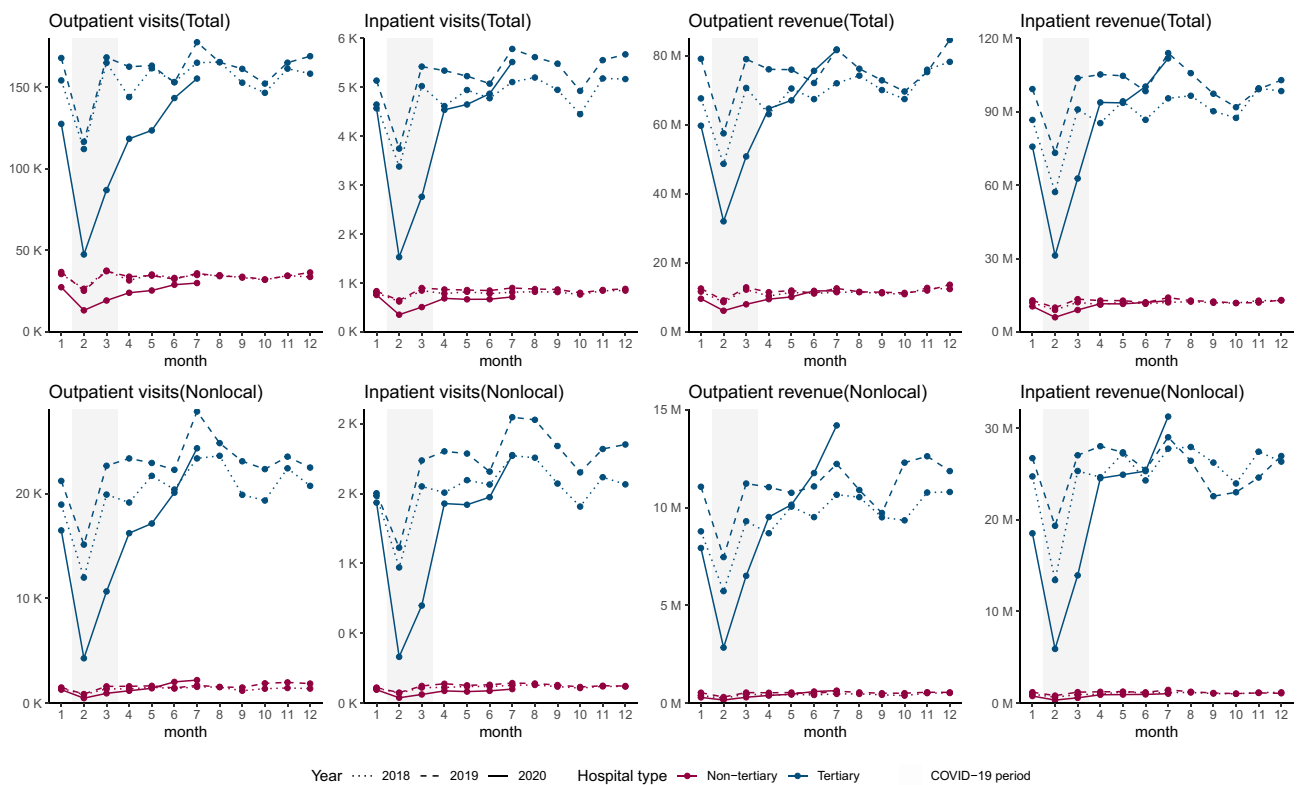 Outpatient visits(Total)
Inpatient visits(Total)
Outpatient revenue(Total)
Inpatient revenue(Total)
150 K
100 K
50 K
0 K
1 2 3 4 5 6 7 8 9 10 11 12
month
6 K
5 K
4 K
3 K
2 K
1 K
0 K
1 2 3 4 5 6 7 8 9 10 11 12
month
80 M
60 M
40 M
20 M
0 M
1 2 3 4 5 6 7 8 9 10 11 12
month
120 M
90 M
60 M
30 M
0 M
1 2 3 4 5 6 7 8 9 10 11 12
month
Outpatient visits(Nonlocal)
Inpatient visits(Nonlocal)
Outpatient revenue(Nonlocal)
Inpatient revenue(Nonlocal)
20 K
10 K
0 K
1 2 3 4 5 6 7 8 9 10 11 12
month
2 K
2 K
1 K
0 K
0 K
1 2 3 4 5 6 7 8 9 10 11 12
month
15 M
10 M
5 M
0 M
1 2 3 4 5 6 7 8 9 10 11 12
month
30 M
20 M
10 M
0 M
1 2 3 4 5 6 7 8 9 10 11 12
month
Year 2018 2019 2020 Hospital type Non−tertiary Tertiary COVID−19 period